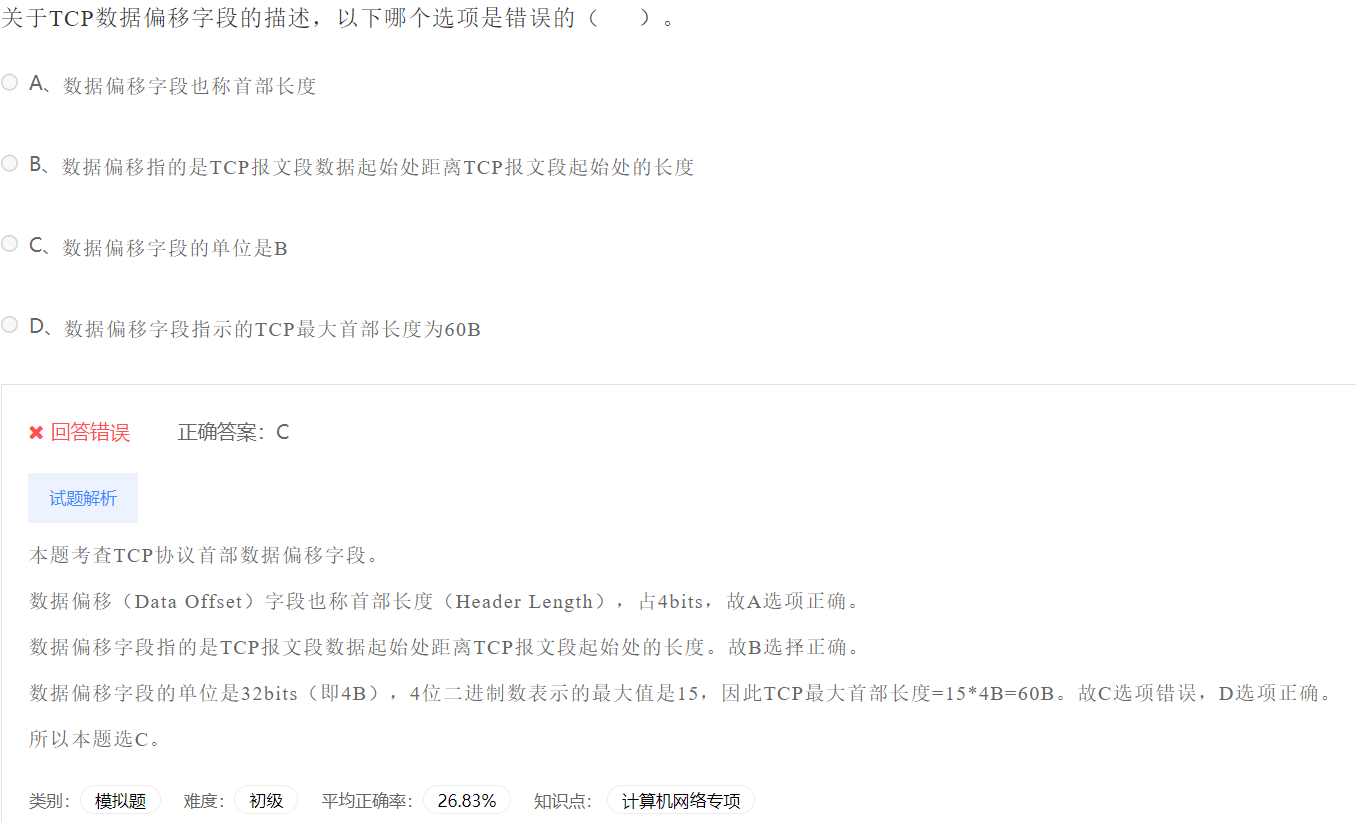 关于TCP数据偏移字段的描述，以下哪个选项是错误的（　　）。
A、数据偏移字段也称首部长度
B、数据偏移指的是TCP报文段数据起始处距离TCP报文段起始处的长度
C、数据偏移字段的单位是B
D、数据偏移字段指示的TCP最大首部长度为60B
✖ 回答错误　　正确答案：C
试题解析
本题考查TCP协议首部数据偏移字段。
数据偏移（Data Offset）字段也称首部长度（Header Length），占4bits，故A选项正确。
数据偏移字段指的是TCP报文段数据起始处距离TCP报文段起始处的长度。故B选择正确。
数据偏移字段的单位是32bits（即4B），4位二进制数表示的最大值是15，因此TCP最大首部长度=15*4B=60B。故C选项错误，D选项正确。
所以本题选C。
类别： 模拟题　难度： 初级　平均正确率： 26.83%　知识点： 计算机网络专项